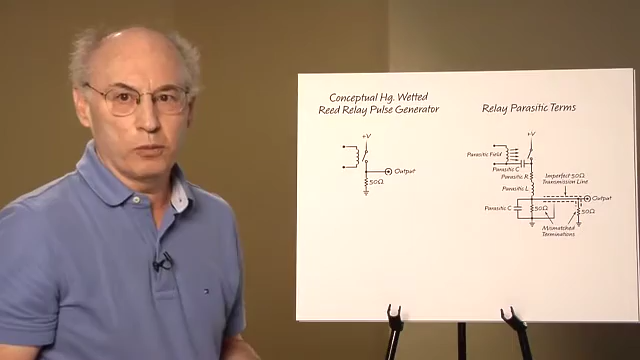 Conceptual Hg. Wetted
Reed Relay Pulse Generator
+V
Output
50Ω
Relay Parasitic Terms
+V
Parasitic Field
Parasitic C
Parasitic R
Imperfect 50Ω
Transmission Line
Parasitic L
Output
Parasitic C
50Ω
50Ω
Mismatched
Terminations